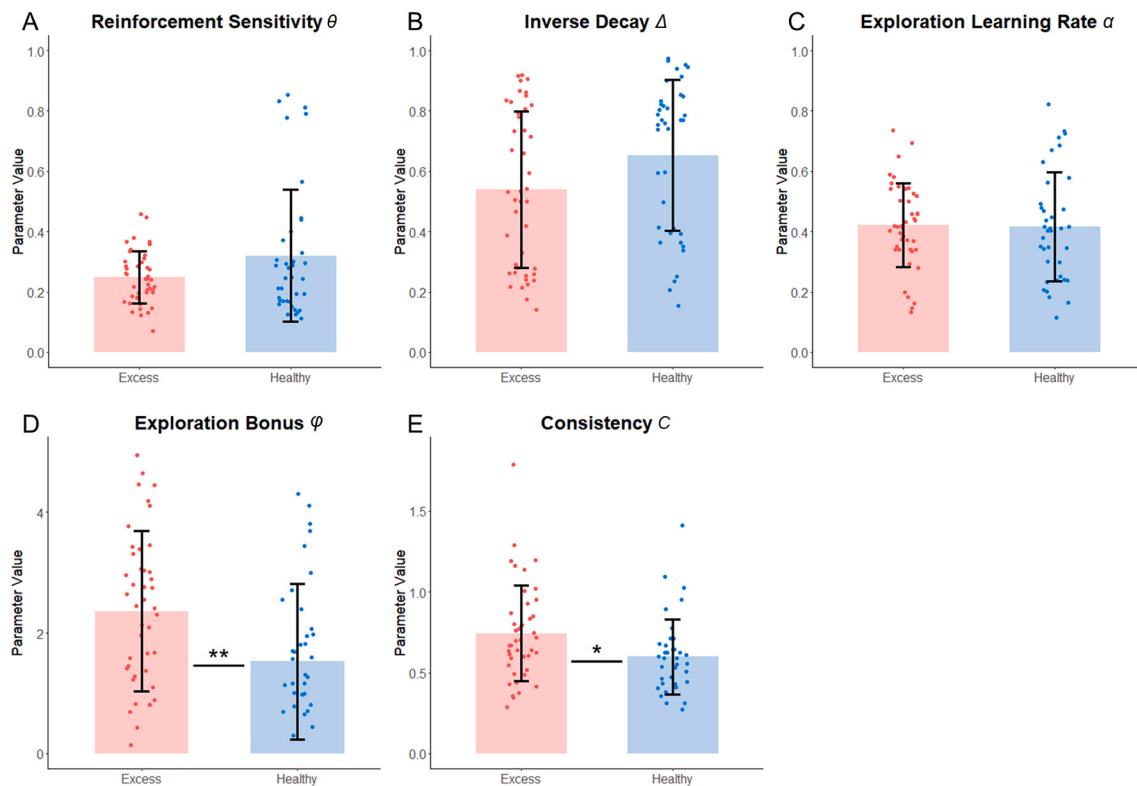 A Reinforcement Sensitivity θ
B Inverse Decay Δ
C Exploration Learning Rate α
Parameter Value
1.0
0.8
0.6
0.4
0.2
0.0
Excess Healthy
Parameter Value
1.0
0.8
0.6
0.4
0.2
0.0
Excess Healthy
Parameter Value
1.0
0.8
0.6
0.4
0.2
0.0
Excess Healthy
D Exploration Bonus φ
E Consistency C
Parameter Value
4
2
0
**
Excess Healthy
Parameter Value
1.5
1.0
0.5
0
*
Excess Healthy